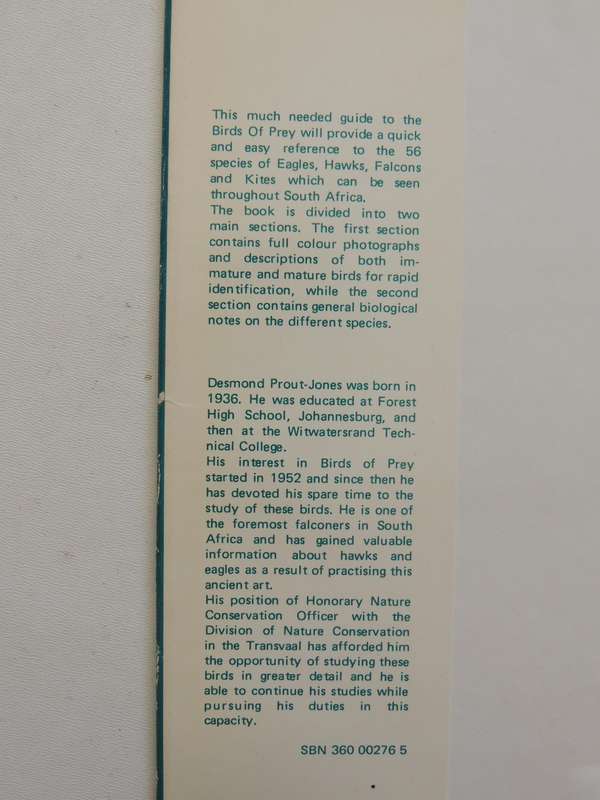 This much needed guide to the
Birds Of Prey will provide a quick
and easy reference to the 56
species of Eagles, Hawks, Falcons
and Kites which can be seen
throughout South Africa.
The book is divided into two
main sections. The first section
contains full colour photographs
and descriptions of both im-
mature and mature birds for rapid
identification, while the second
section contains general biological
notes on the different species.
Desmond Prout-Jones was born in
1936. He was educated at Forest
High School, Johannesburg, and
then at the Witwatersrand Tech-
nical College.
His interest in Birds of Prey
started in 1952 and since then he
has devoted his spare time to the
study of these birds. He is one of
the foremost falconers in South
Africa and has gained valuable
information about hawks and
eagles as a result of practising this
ancient art.
His position of Honorary Nature
Conservation Officer with the
Division of Nature Conservation
in the Transvaal has afforded him
the opportunity of studying these
birds in greater detail and he is
able to continue his studies while
pursuing his duties in this
capacity.
SBN 360 00276 5